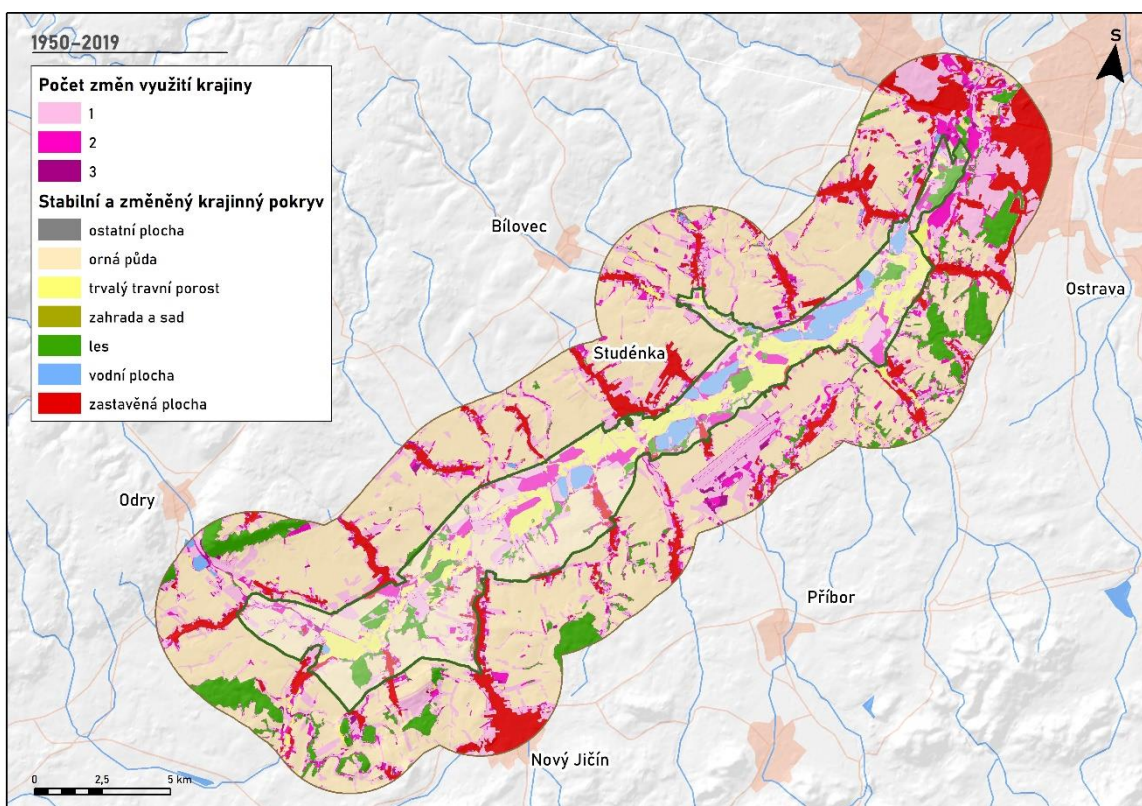 1950–2019
Počet změn využití krajiny
1
2
3
Stabilní a změněný krajinný pokryv
ostatní plocha
orná půda
trvalý travní porost
zahrada a sad
les
vodní plocha
zastavěná plocha
S
Bílovec
Ostrava
Studénka
Odry
Příbor
Nový Jičín
0 2,5 5 km